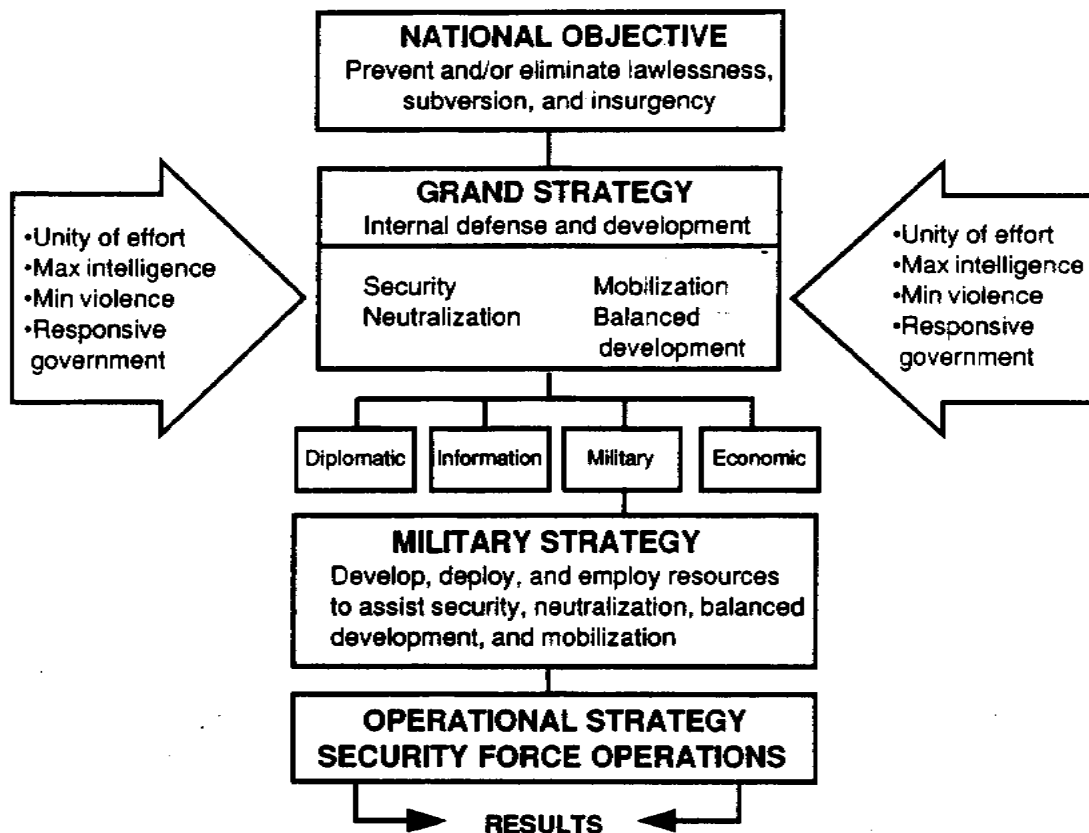 NATIONAL OBJECTIVE
Prevent and/or eliminate lawlessness,
subversion, and insurgency
GRAND STRATEGY
Internal defense and development
•Unity of effort
•Max intelligence
•Min violence
•Responsive
government
Security
Neutralization
Mobilization
Balanced
development
•Unity of effort
•Max intelligence
•Min violence
•Responsive
government
Diplomatic
Information
Military
Economic
MILITARY STRATEGY
Develop, deploy, and employ resources
to assist security, neutralization, balanced
development, and mobilization
OPERATIONAL STRATEGY
SECURITY FORCE OPERATIONS
RESULTS